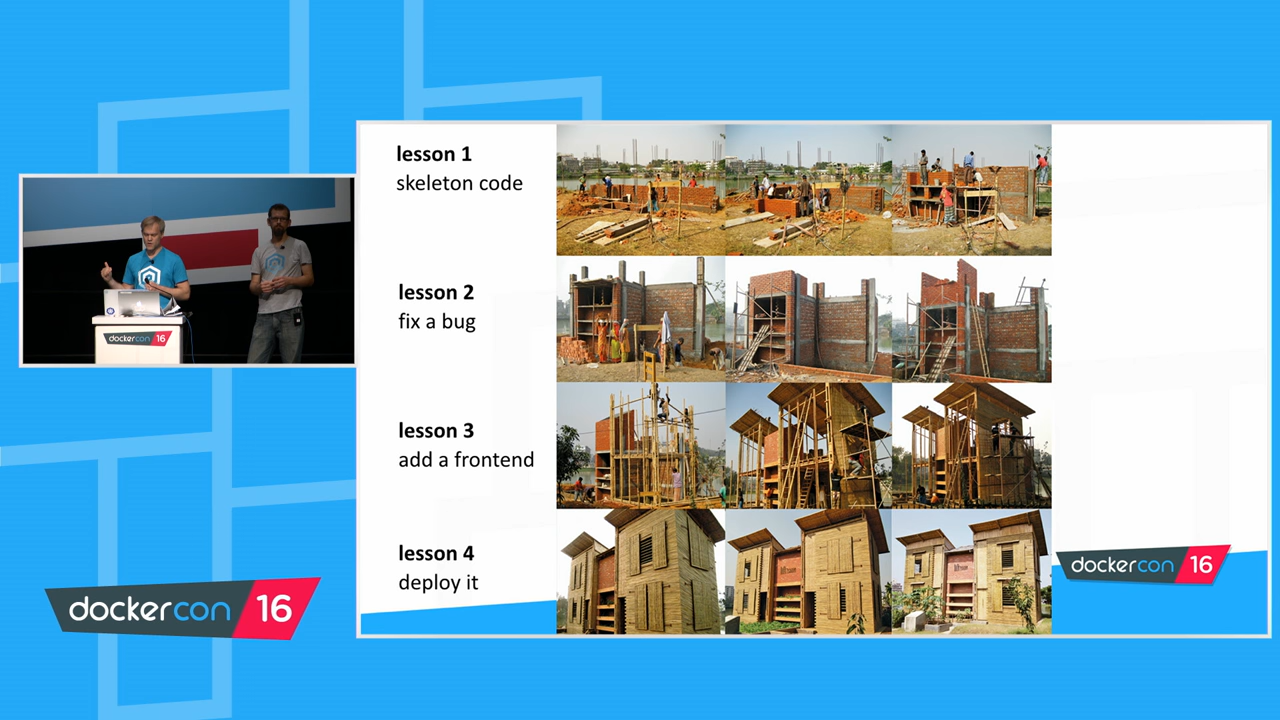 lesson 1
skeleton code
lesson 2
fix a bug
lesson 3
add a frontend
lesson 4
deploy it
dockercon 16
dockercon 16
dockercon 16